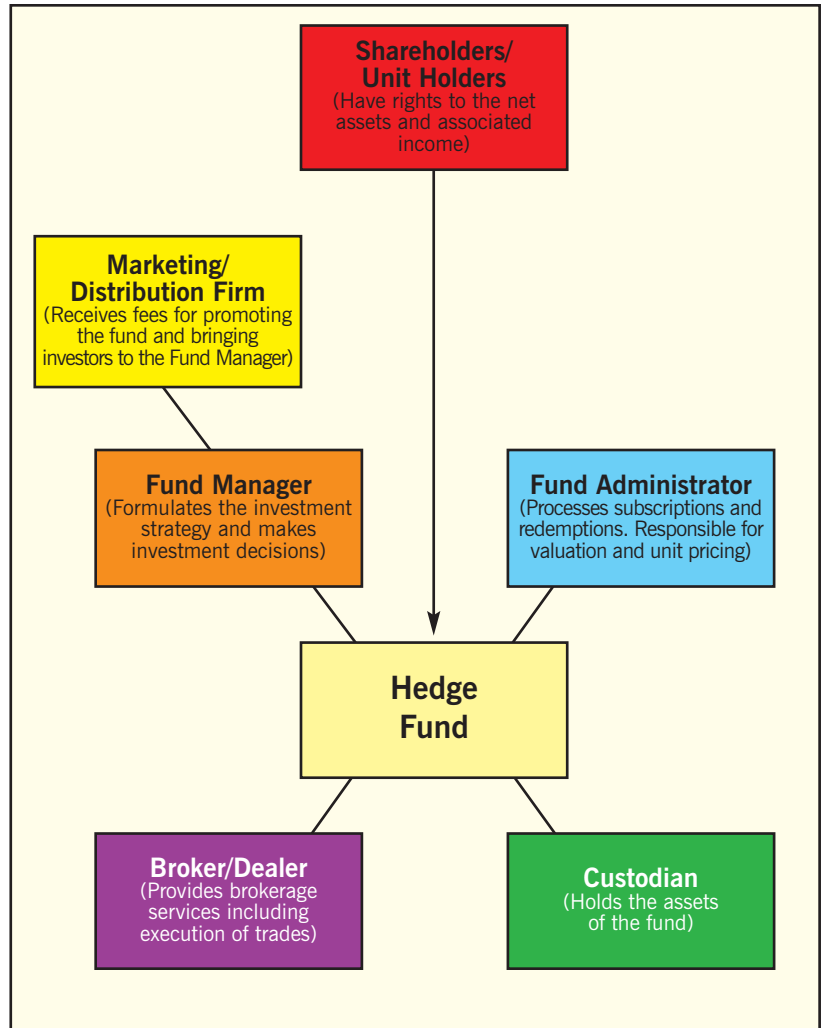 Shareholders/
Unit Holders
(Have rights to the net
assets and associated
income)
Marketing/
Distribution Firm
(Receives fees for promoting
the fund and bringing
investors to the Fund Manager)
Fund Manager
(Formulates the investment
strategy and makes
investment decisions)
Fund Administrator
(Processes subscriptions and
redemptions. Responsible for
valuation and unit pricing)
Hedge
Fund
Broker/Dealer
(Provides brokerage
services including
execution of trades)
Custodian
(Holds the assets
of the fund)